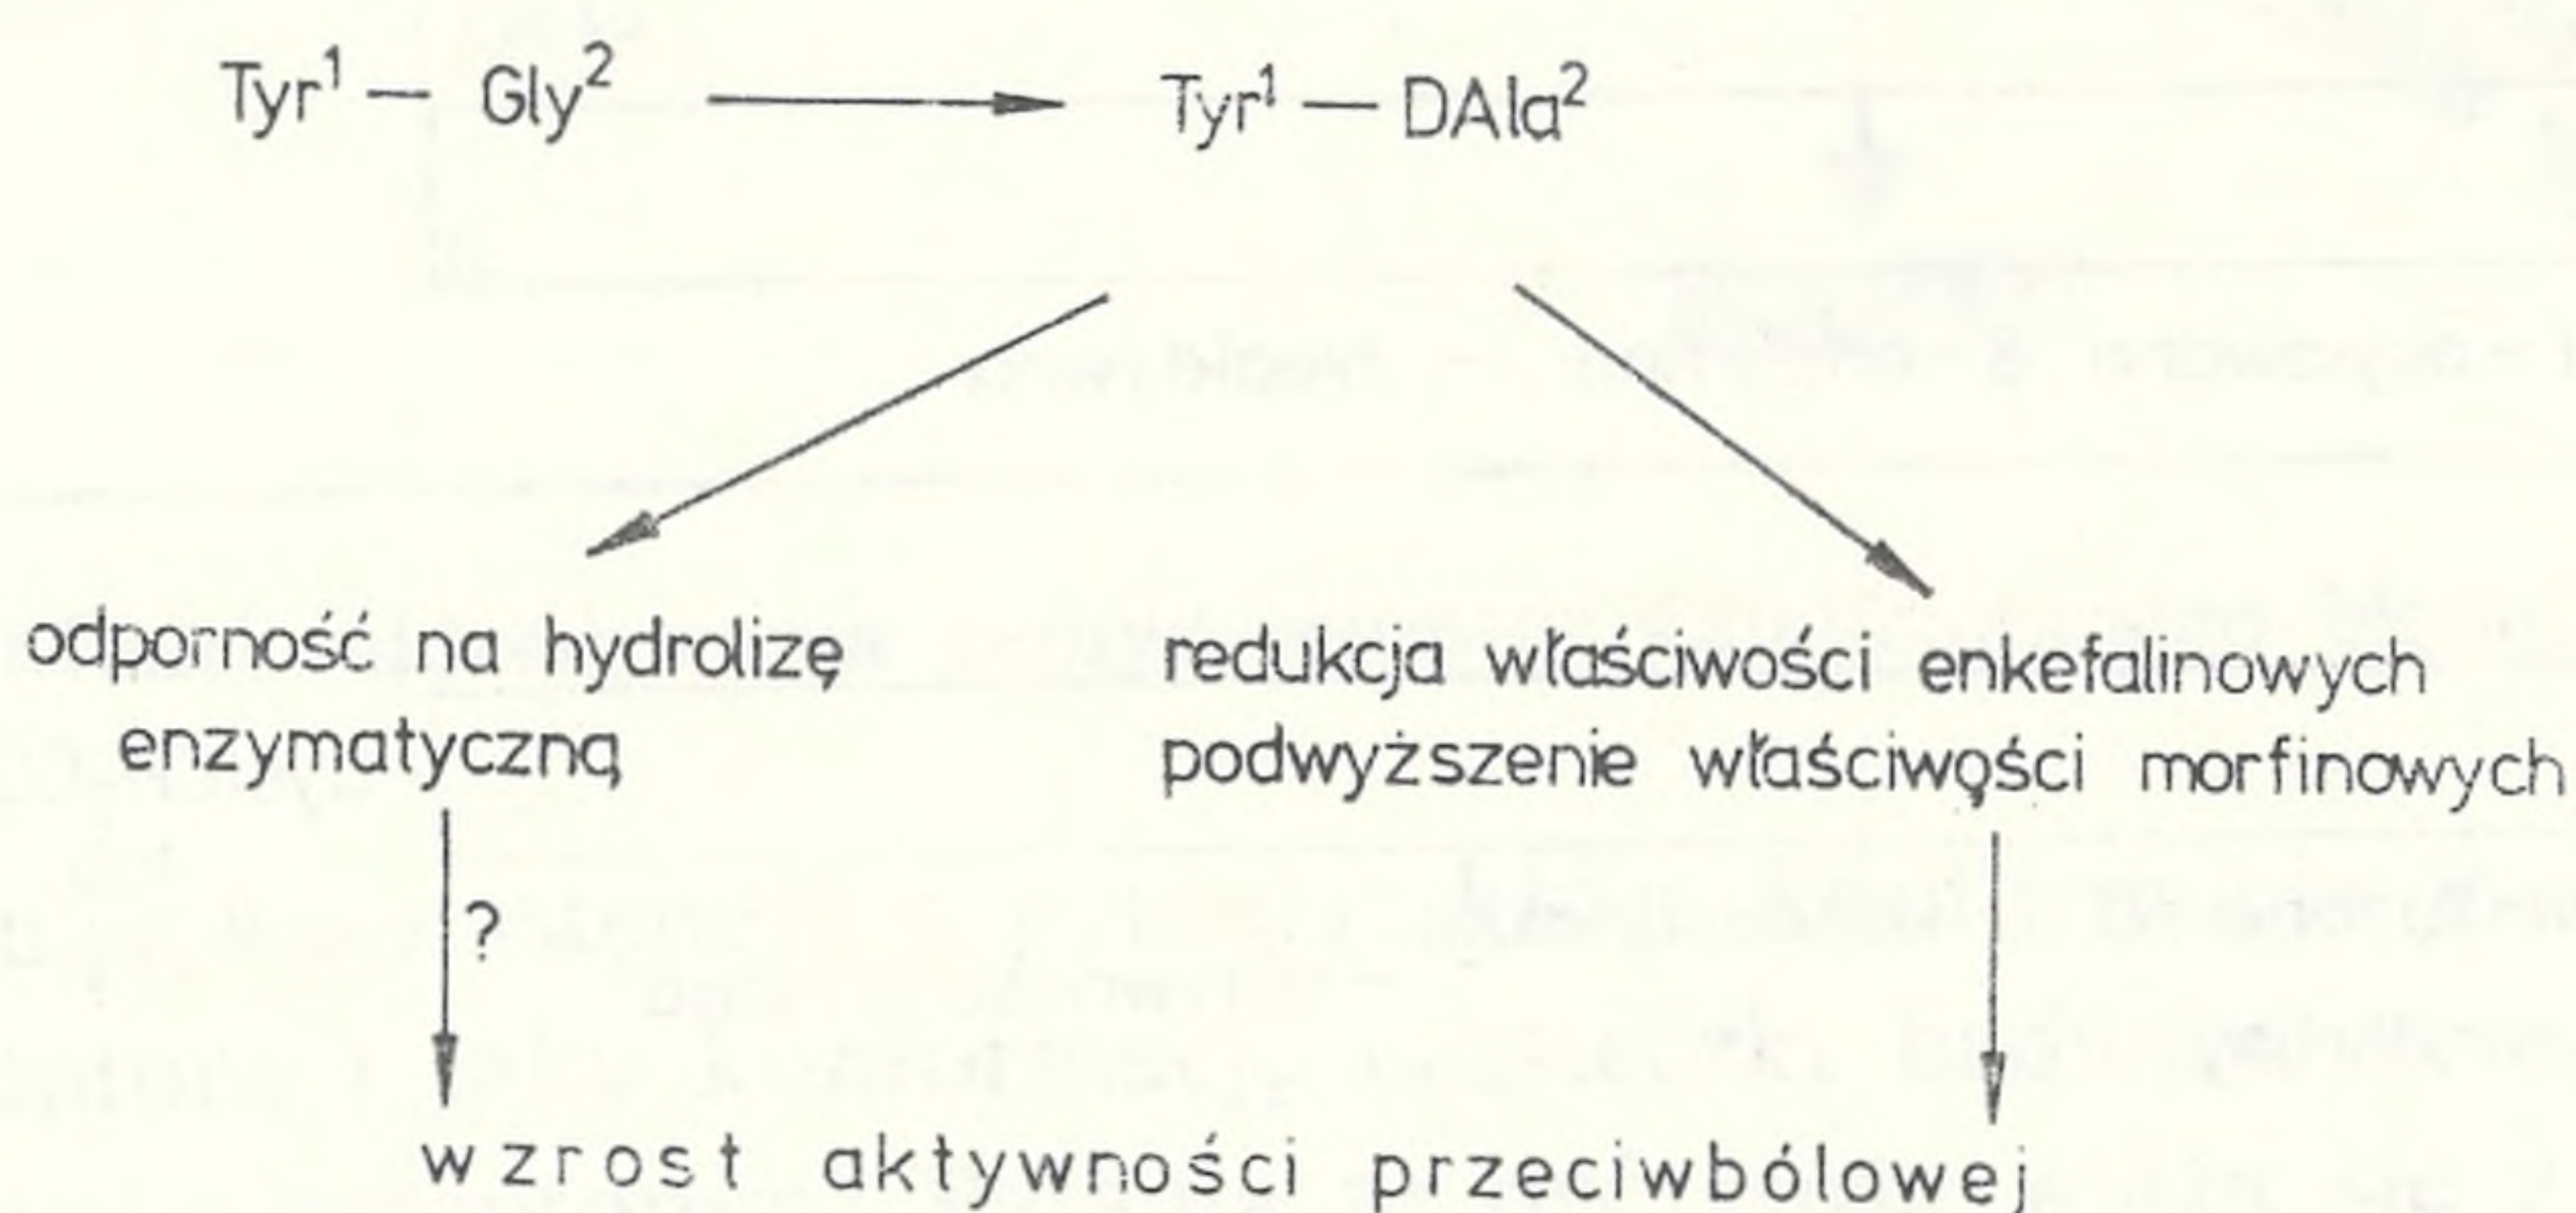 Tyr¹ — Gly² Tyr¹ — DAla²
odporność na hydrolizę
enzymatyczną
redukcja właściwości enkefalinowych
podwyższenie właściwości morfinowych
?
wzrost aktywności przeciwbólowej